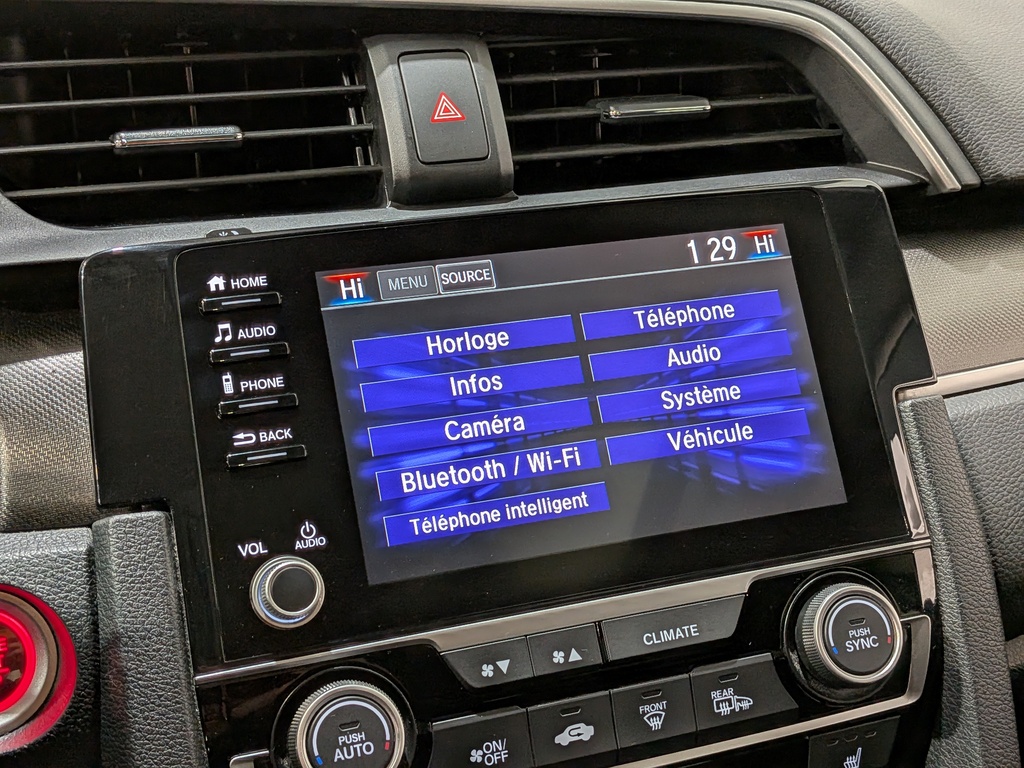 HOME
AUDIO
PHONE
BACK
VOL
AUDIO
Hi
MENU
SOURCE
1 29
Hi
Horloge
Téléphone
Infos
Audio
Caméra
Système
Bluetooth / Wi-Fi
Véhicule
Téléphone intelligent
CLIMATE
PUSH
SYNC
PUSH
AUTO
ON/
OFF
FRONT
REAR